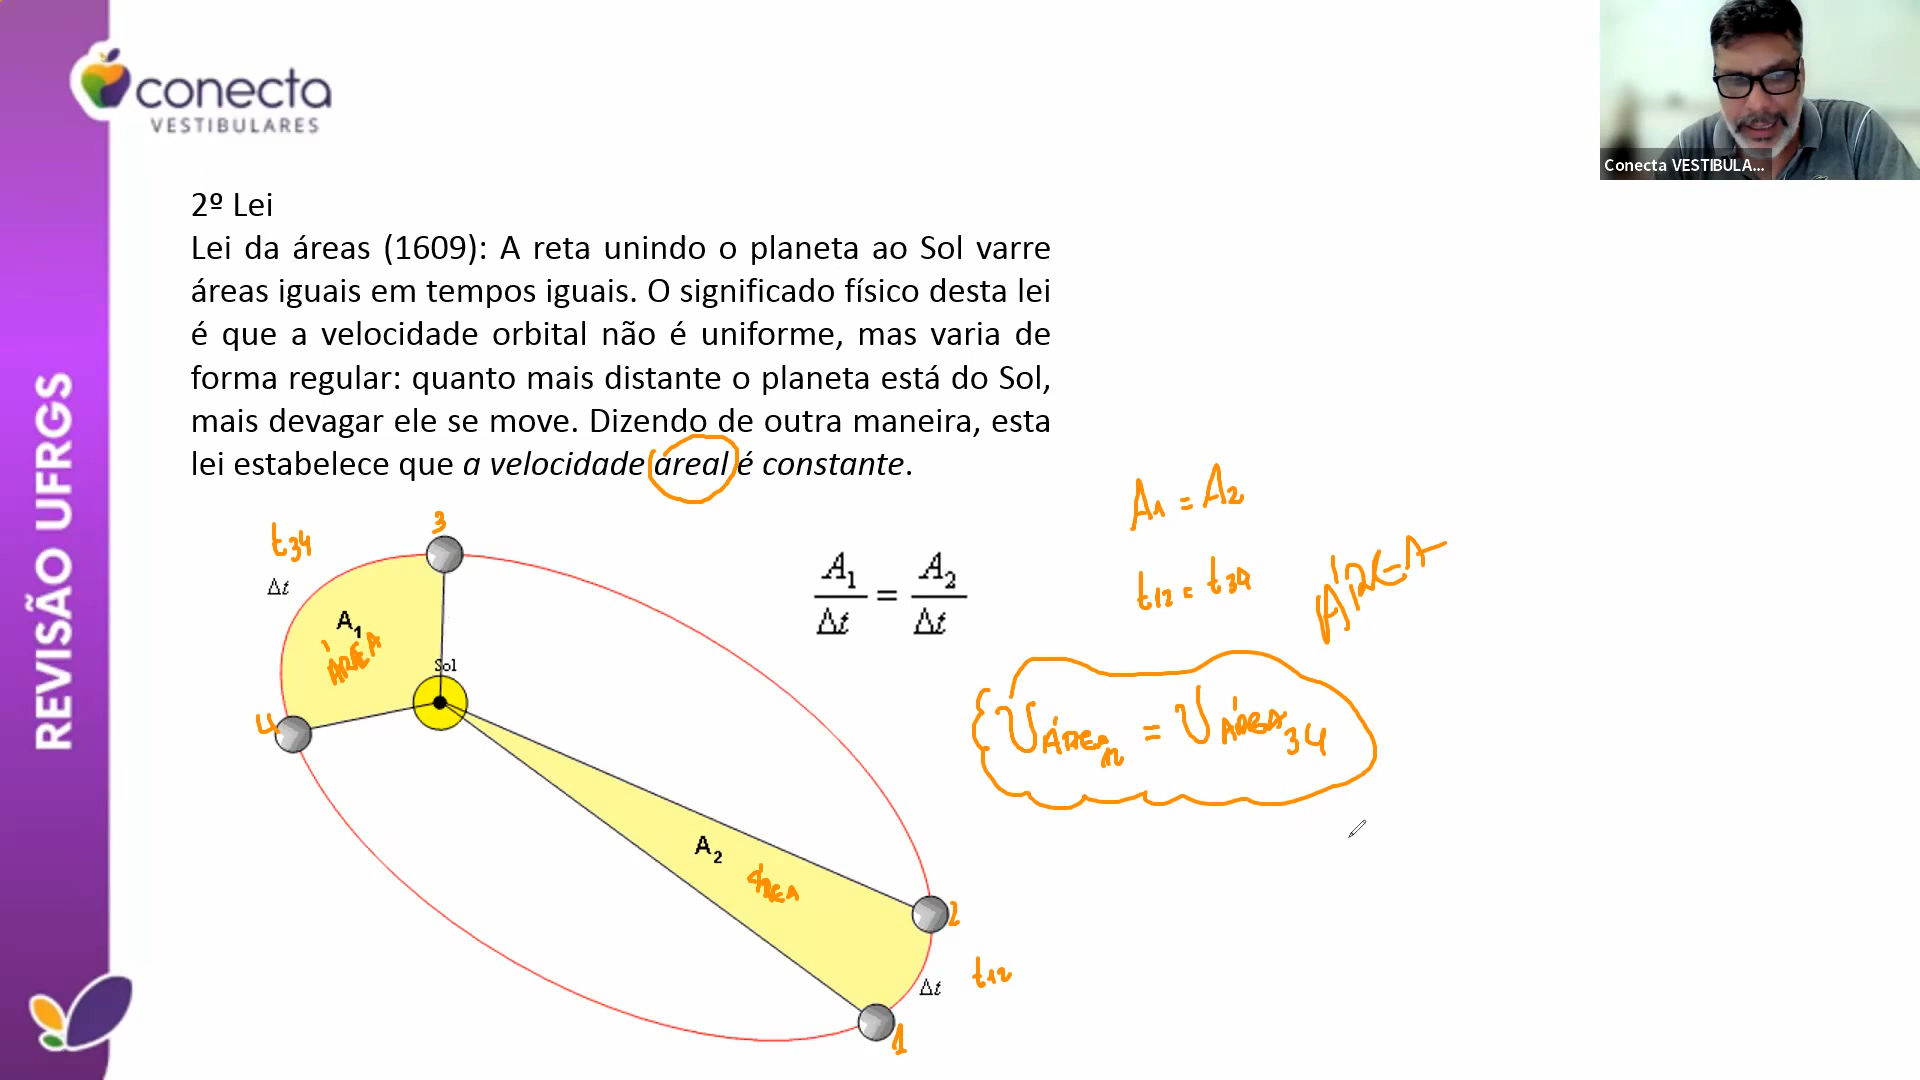 conecta
VESTIBULARES
Conecta VESTIBULA...
REVISÃO UFRGS
2º Lei
Lei da áreas (1609): A reta unindo o planeta ao Sol varre
áreas iguais em tempos iguais. O significado físico desta lei
é que a velocidade orbital não é uniforme, mas varia de
forma regular: quanto mais distante o planeta está do Sol,
mais devagar ele se move. Dizendo de outra maneira, esta
lei estabelece que a velocidade areal é constante.
A1 = A2
t12 = t34
ÁREA
VÁREA12 = VÁREA34
A1/Δt = A2/Δt
3
t34
Δt
A1
ÁREA
Sol
4
A2
ÁREA
2
t12
Δt
1